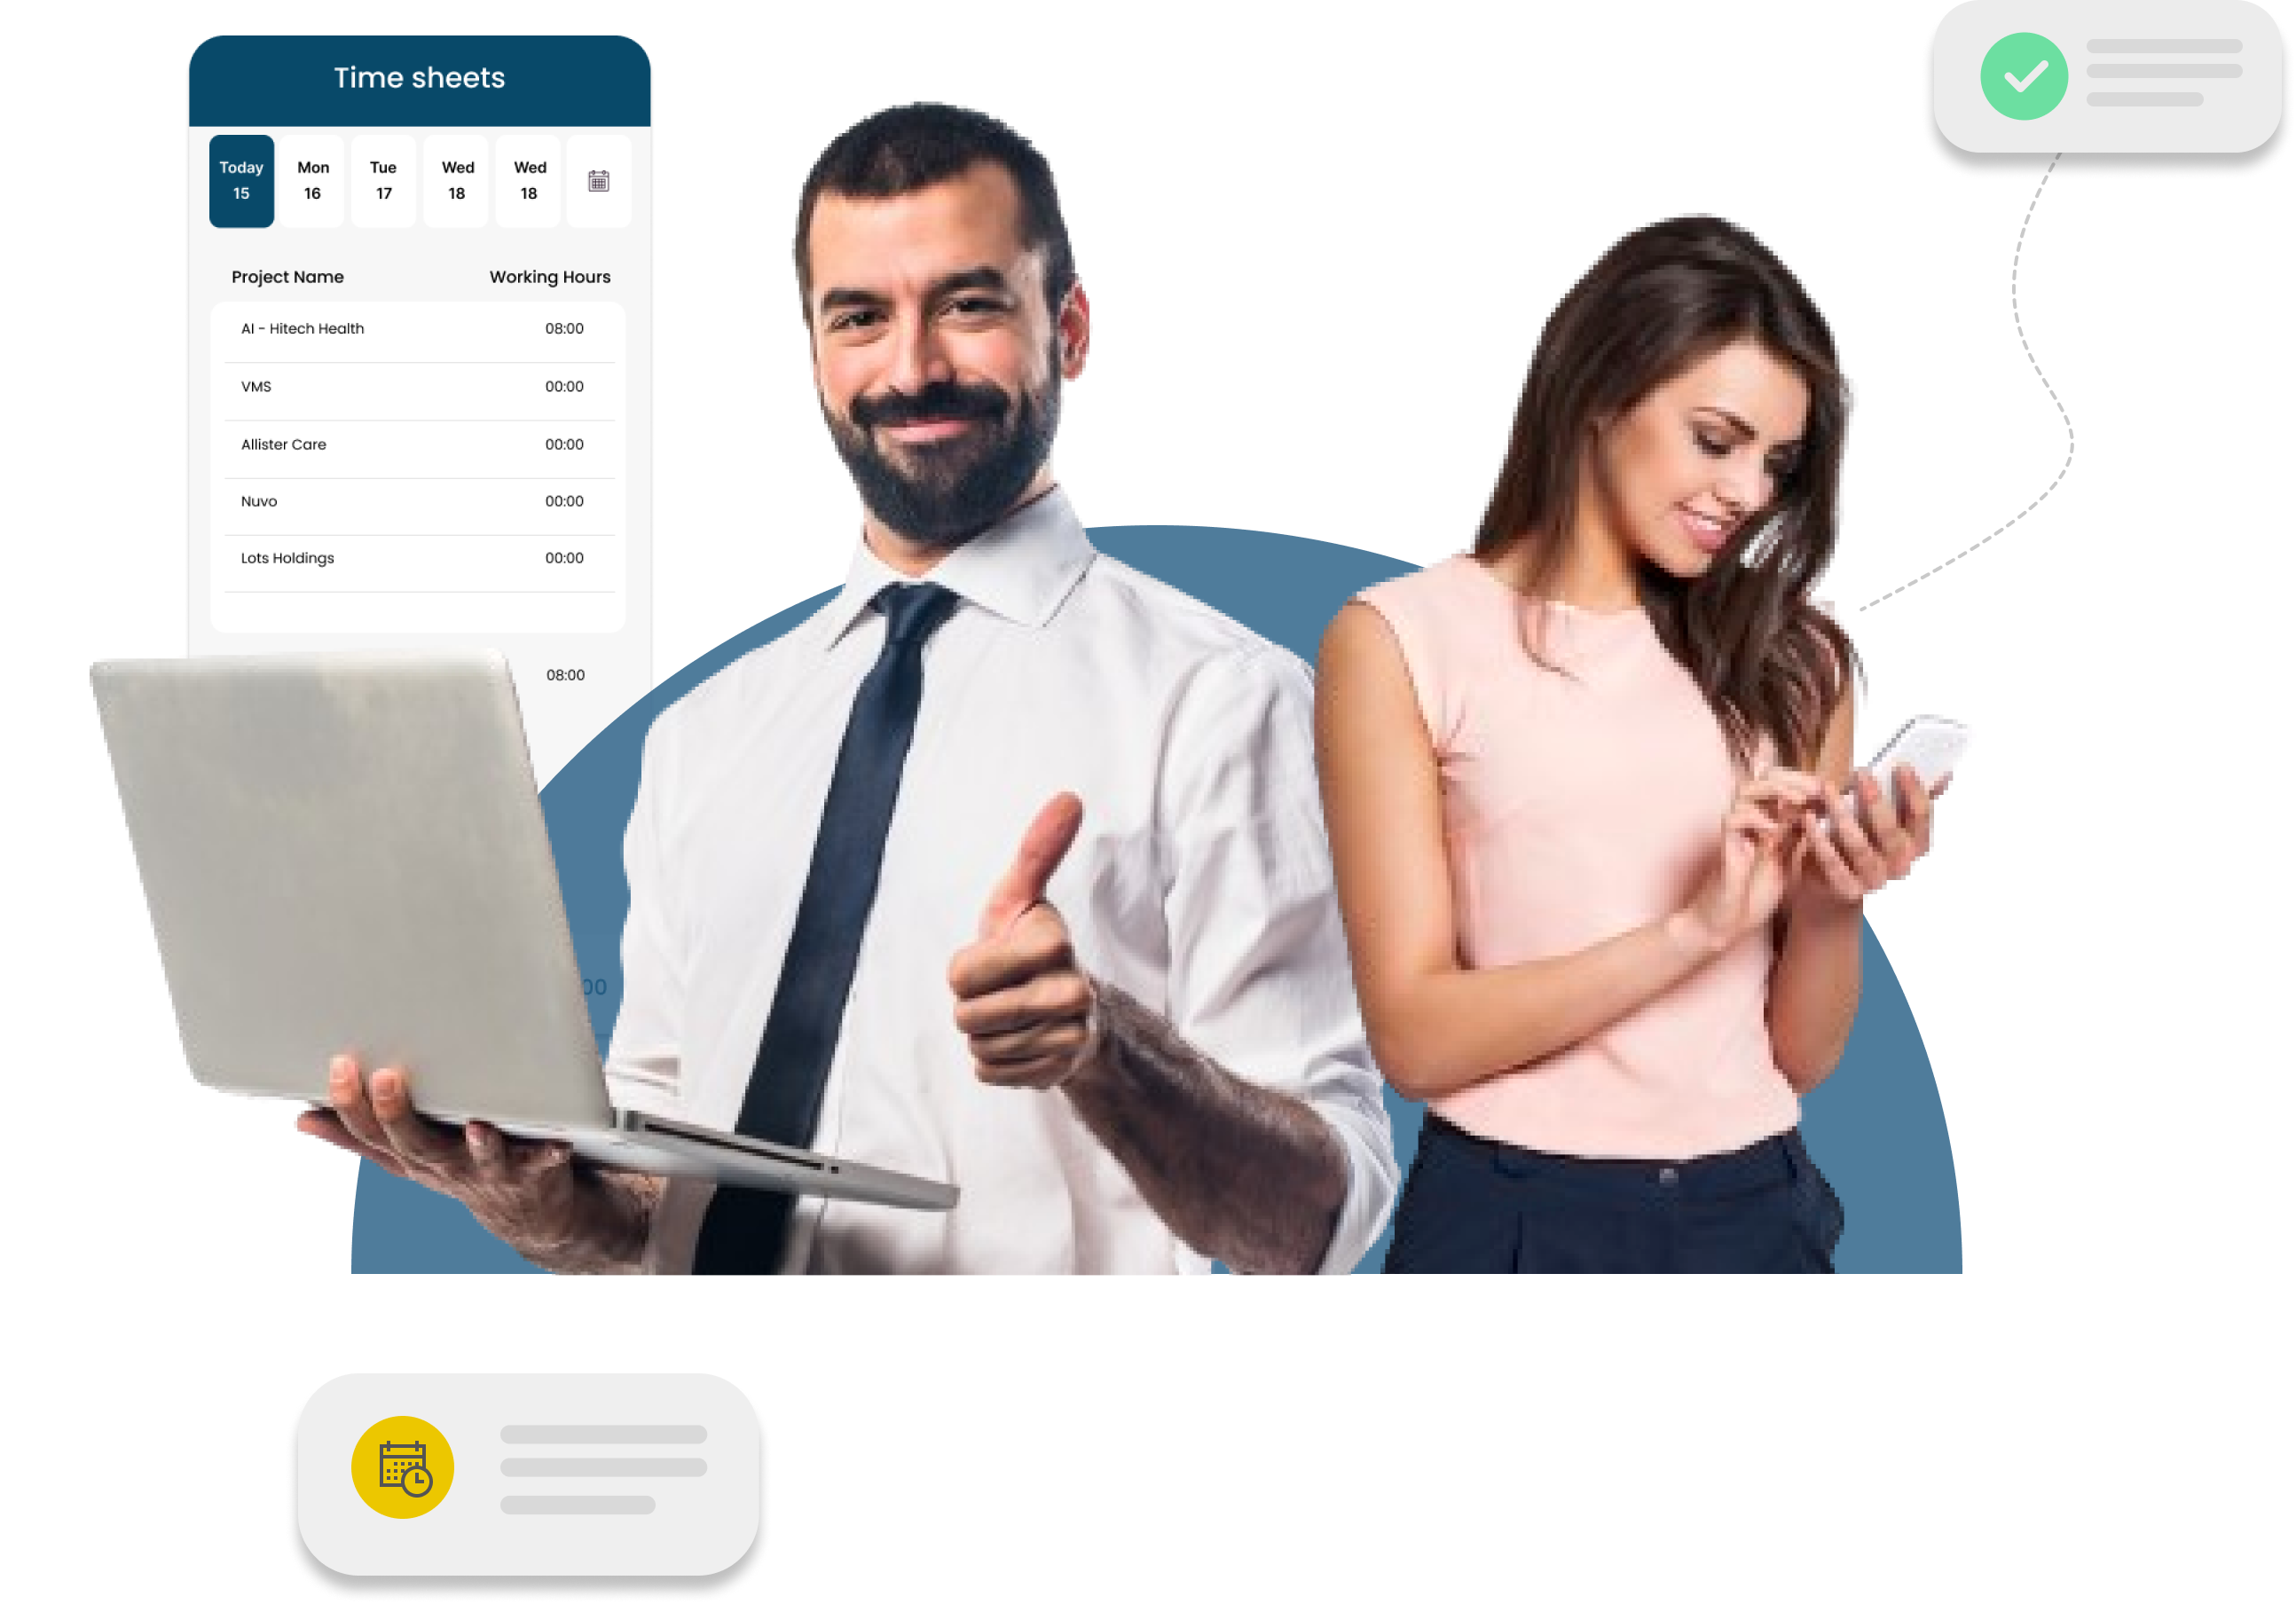 Time sheets
Today Mon Tue Wed Wed
15 16 17 18 18
Project Name Working Hours
AI - Hitech Health 08:00
VMS 00:00
Allister Care 00:00
Nuvo 00:00
Lots Holdings 00:00
08:00
00